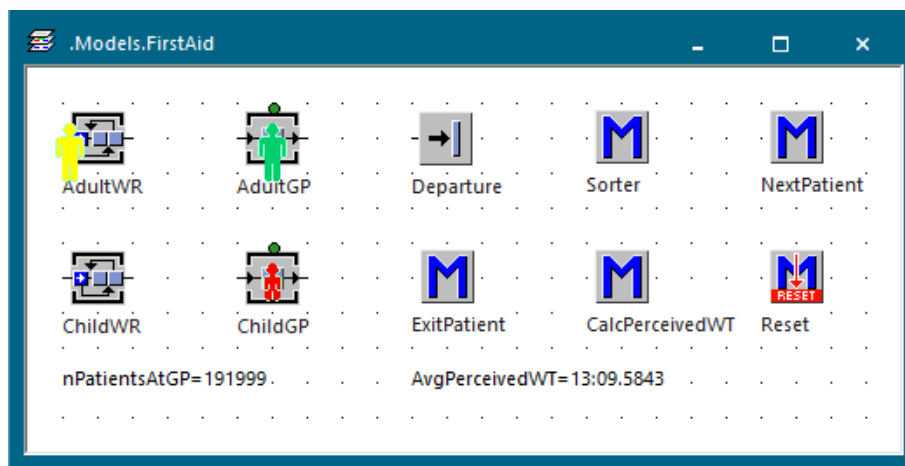 .Models.FirstAid
AdultWR AdultGP Departure Sorter NextPatient
RESET
ChildWR ChildGP ExitPatient CalcPerceivedWT Reset
nPatientsAtGP=191999 AvgPerceivedWT=13:09.5843